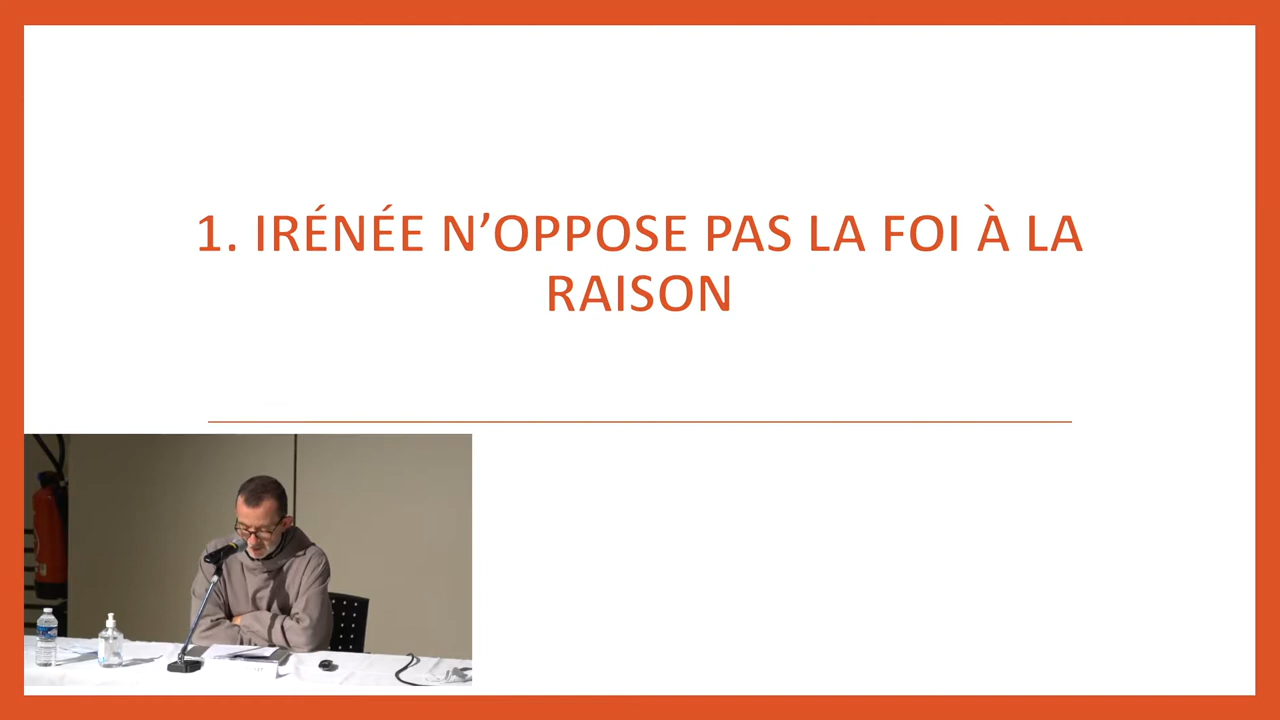 1. IRÉNÉE N’OPPOSE PAS LA FOI À LA
RAISON